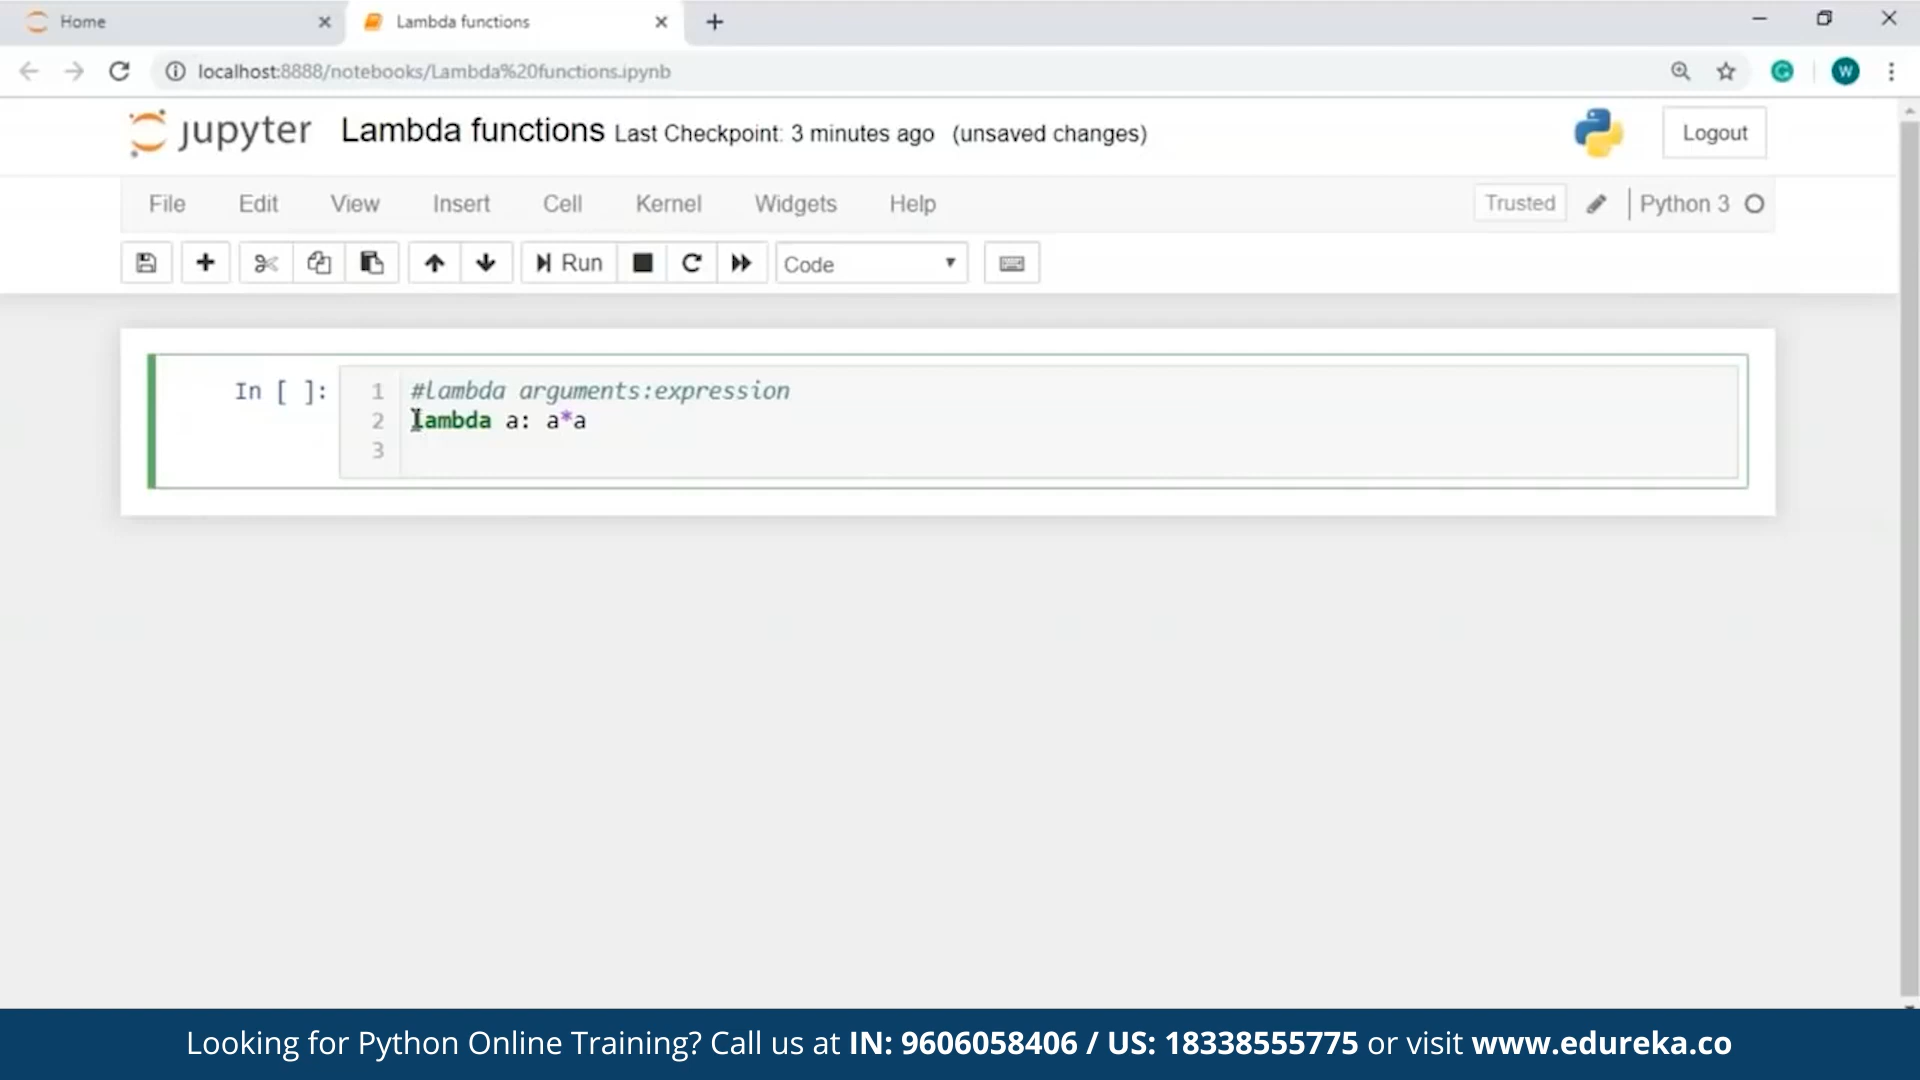 Home
Lambda functions
localhost:8888/notebooks/Lambda%20functions.ipynb
W
jupyter Lambda functions Last Checkpoint: 3 minutes ago (unsaved changes)
Logout
File Edit View Insert Cell Kernel Widgets Help
Trusted
Python 3
Run
Code
In [ ]:
1 #Lambda arguments:expression
2 lambda a: a*a
3
Looking for Python Online Training? Call us at IN: 9606058406 / US: 18338555775 or visit www.edureka.co